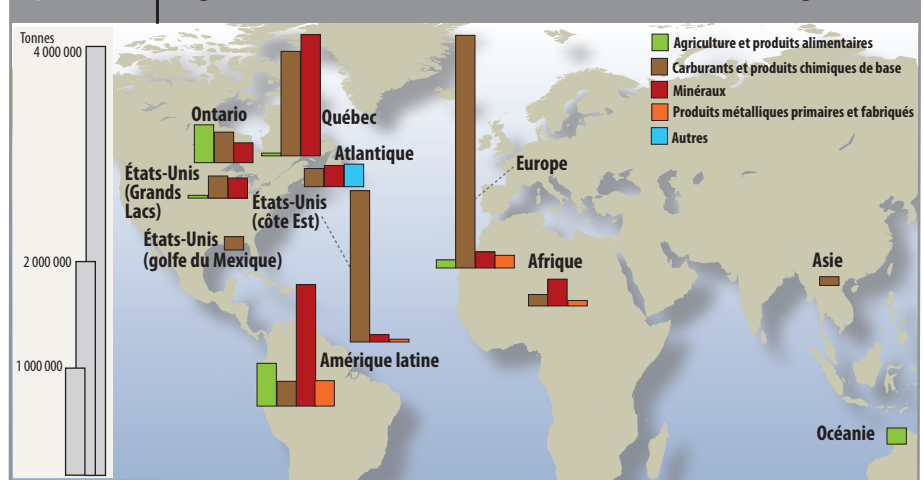 Tonnes
4 000 000
2 000 000
1 000 000
Agriculture et produits alimentaires
Carburants et produits chimiques de base
Minéraux
Produits métalliques primaires et fabriqués
Autres
Ontario
Québec
Atlantique
États-Unis
(Grands
Lacs)
États-Unis
(côte Est)
États-Unis
(golfe du Mexique)
Europe
Afrique
Asie
Amérique latine
Océanie